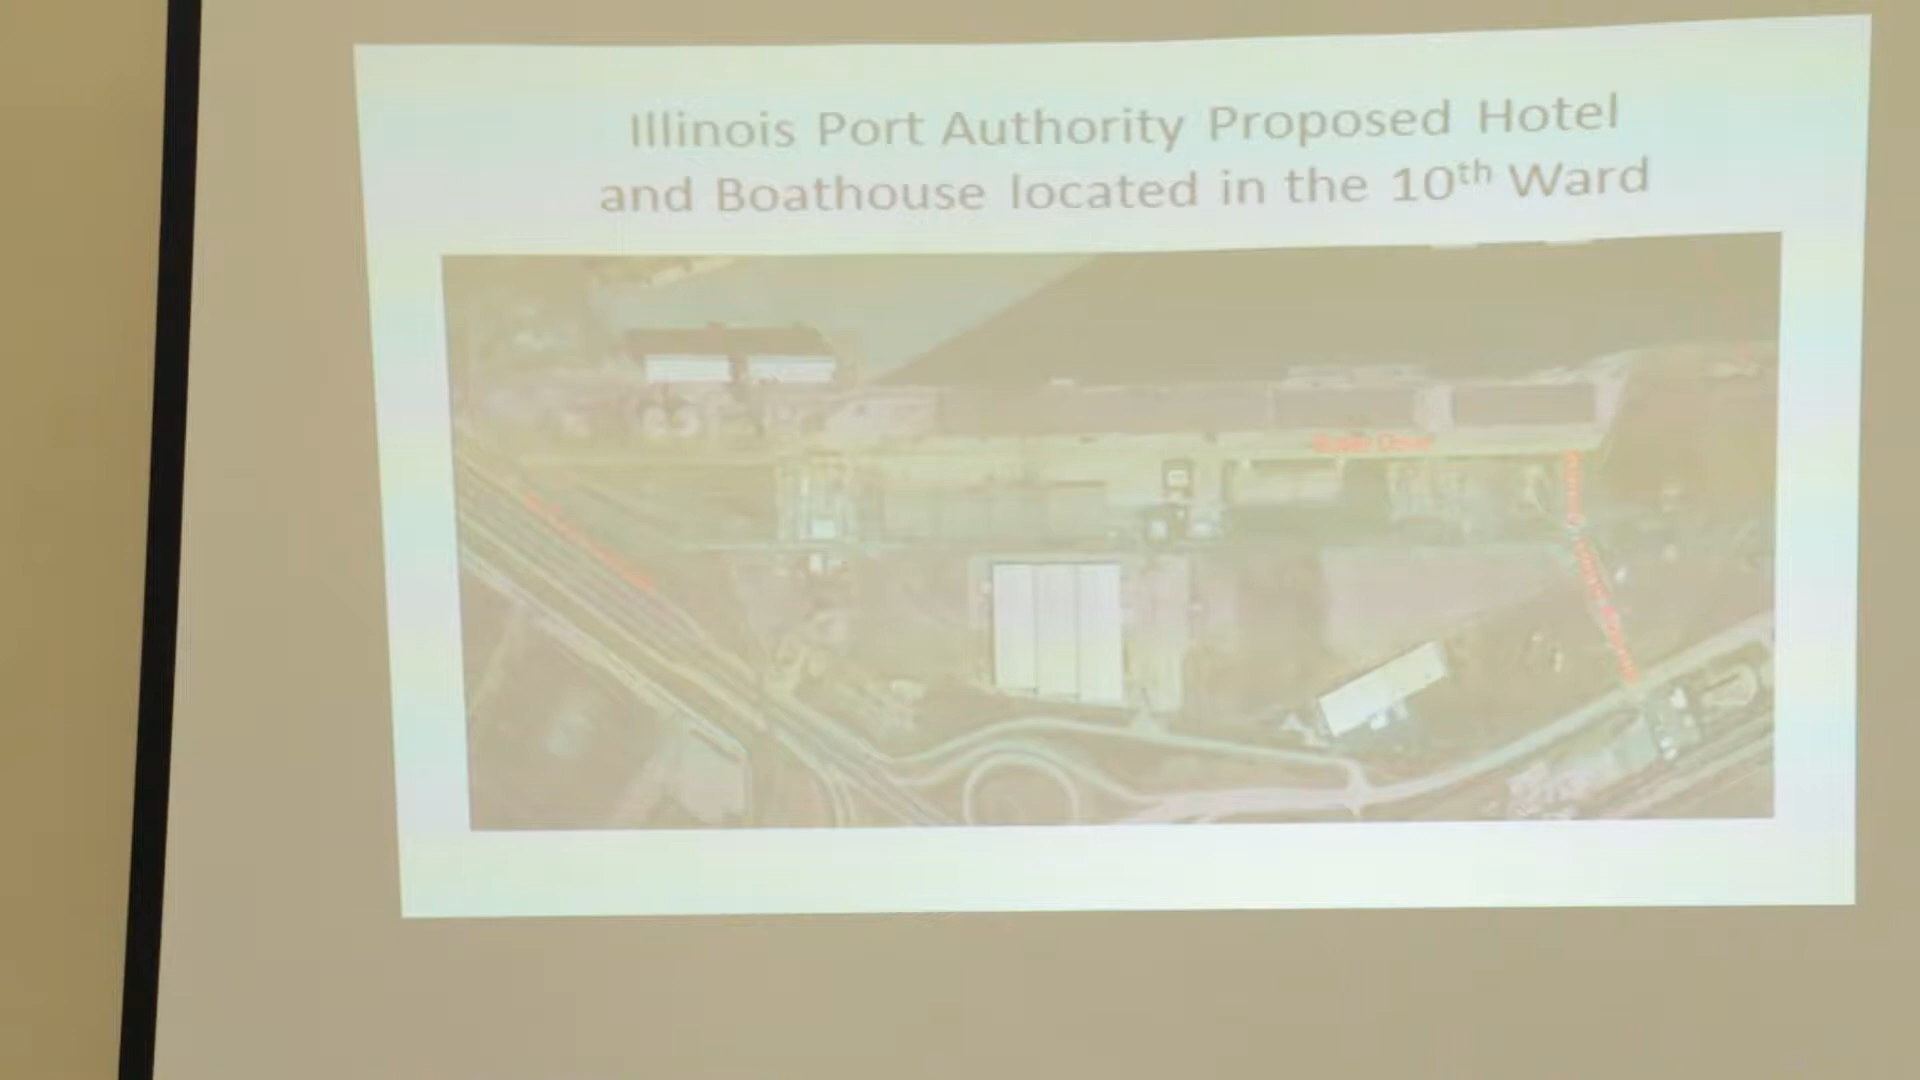 Illinois Port Authority Proposed Hotel
and Boathouse located in the 10th Ward